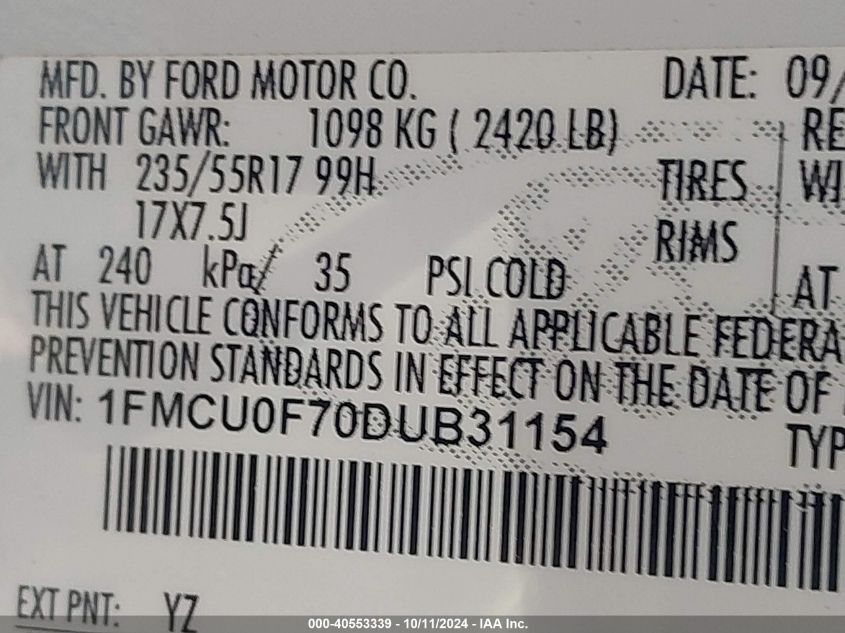 MFD. BY FORD MOTOR CO. DATE: 09/
FRONT GAWR: 1098 KG ( 2420 LB) RE
WITH 235/55R17 99H TIRES WI
17X7.5J RIMS
AT 240 kPa/ 35 PSI COLD AT
THIS VEHICLE CONFORMS TO ALL APPLICABLE FEDERA
PREVENTION STANDARDS IN EFFECT ON THE DATE OF
VIN: 1FMCU0F70DUB31154 TYP
EXT PNT: YZ
000-40553339 - 10/11/2024 - IAA Inc.